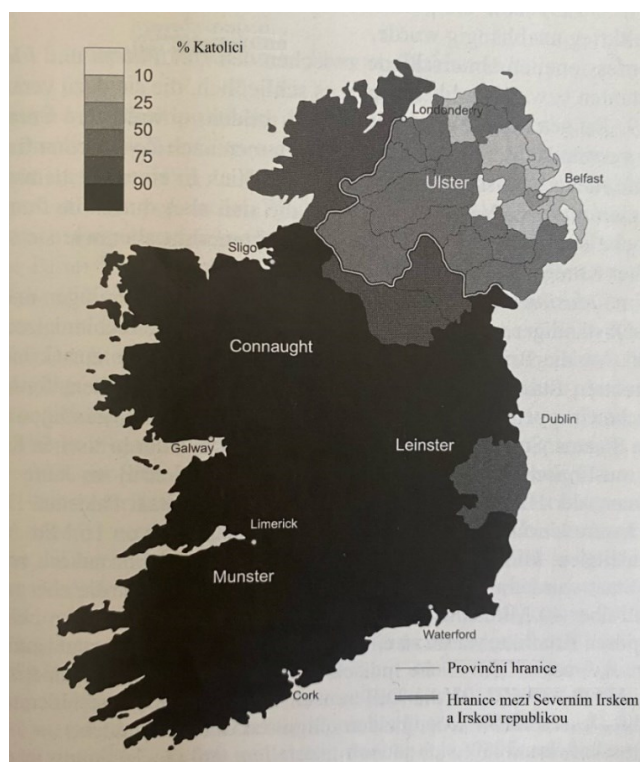 % Katolíci
10
25
50
75
90
Londonderry
Ulster
Belfast
Sligo
Connaught
Dublin
Leinster
Galway
Limerick
Munster
Waterford
Cork
Provinční hranice
Hranice mezi Severním Irskem
a Irskou republikou